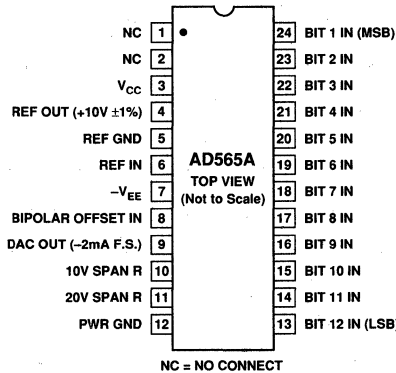 NC 1 24 BIT 1 IN (MSB)
NC 2 23 BIT 2 IN
VCC 3 22 BIT 3 IN
REF OUT (+10V ±1%) 4 21 BIT 4 IN
REF GND 5 20 BIT 5 IN
REF IN 6 19 BIT 6 IN
–VEE 7 18 BIT 7 IN
BIPOLAR OFFSET IN 8 17 BIT 8 IN
DAC OUT (–2mA F.S.) 9 16 BIT 9 IN
10V SPAN R 10 15 BIT 10 IN
20V SPAN R 11 14 BIT 11 IN
PWR GND 12 13 BIT 12 IN (LSB)
AD565A
TOP VIEW
(Not to Scale)
NC = NO CONNECT